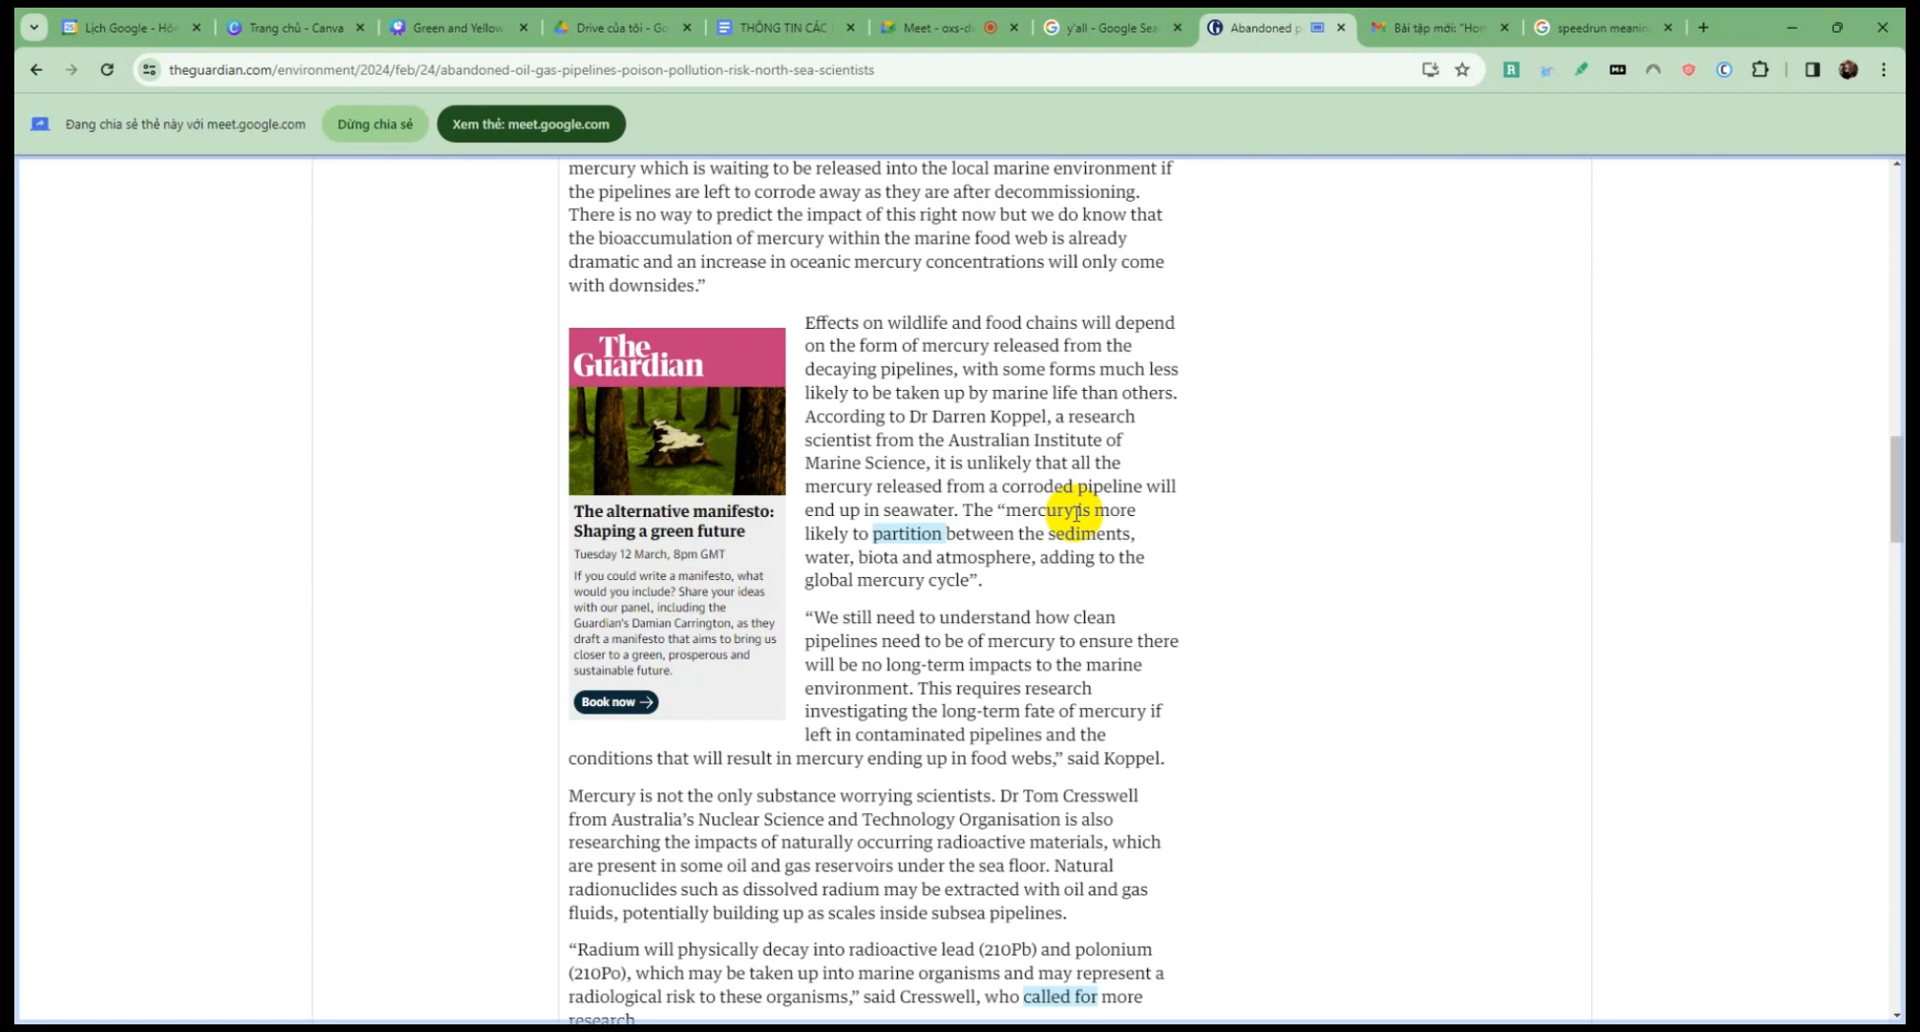 Lịch Google - Hôn
Trang chủ - Canva
Green and Yellow
Drive của tôi - Go
THÔNG TIN CÁC
Meet - oxs-dv
y'all - Google Sea
Abandoned p
Bài tập mới: "Hon
speedrun meanin
theguardian.com/environment/2024/feb/24/abandoned-oil-gas-pipelines-poison-pollution-risk-north-sea-scientists
Đang chia sẻ thẻ này với meet.google.com
Dừng chia sẻ
Xem thẻ: meet.google.com
mercury which is waiting to be released into the local marine environment if
the pipelines are left to corrode away as they are after decommissioning.
There is no way to predict the impact of this right now but we do know that
the bioaccumulation of mercury within the marine food web is already
dramatic and an increase in oceanic mercury concentrations will only come
with downsides.”
The
Guardian
The alternative manifesto:
Shaping a green future
Tuesday 12 March, 8pm GMT
If you could write a manifesto, what
would you include? Share your ideas
with our panel, including the
Guardian's Damian Carrington, as they
draft a manifesto that aims to bring us
closer to a green, prosperous and
sustainable future.
Book now
Effects on wildlife and food chains will depend
on the form of mercury released from the
decaying pipelines, with some forms much less
likely to be taken up by marine life than others.
According to Dr Darren Koppel, a research
scientist from the Australian Institute of
Marine Science, it is unlikely that all the
mercury released from a corroded pipeline will
end up in seawater. The “mercury is more
likely to partition between the sediments,
water, biota and atmosphere, adding to the
global mercury cycle”.
“We still need to understand how clean
pipelines need to be of mercury to ensure there
will be no long-term impacts to the marine
environment. This requires research
investigating the long-term fate of mercury if
left in contaminated pipelines and the
conditions that will result in mercury ending up in food webs,” said Koppel.
Mercury is not the only substance worrying scientists. Dr Tom Cresswell
from Australia’s Nuclear Science and Technology Organisation is also
researching the impacts of naturally occurring radioactive materials, which
are present in some oil and gas reservoirs under the sea floor. Natural
radionuclides such as dissolved radium may be extracted with oil and gas
fluids, potentially building up as scales inside subsea pipelines.
“Radium will physically decay into radioactive lead (210Pb) and polonium
(210Po), which may be taken up into marine organisms and may represent a
radiological risk to these organisms,” said Cresswell, who called for more
research